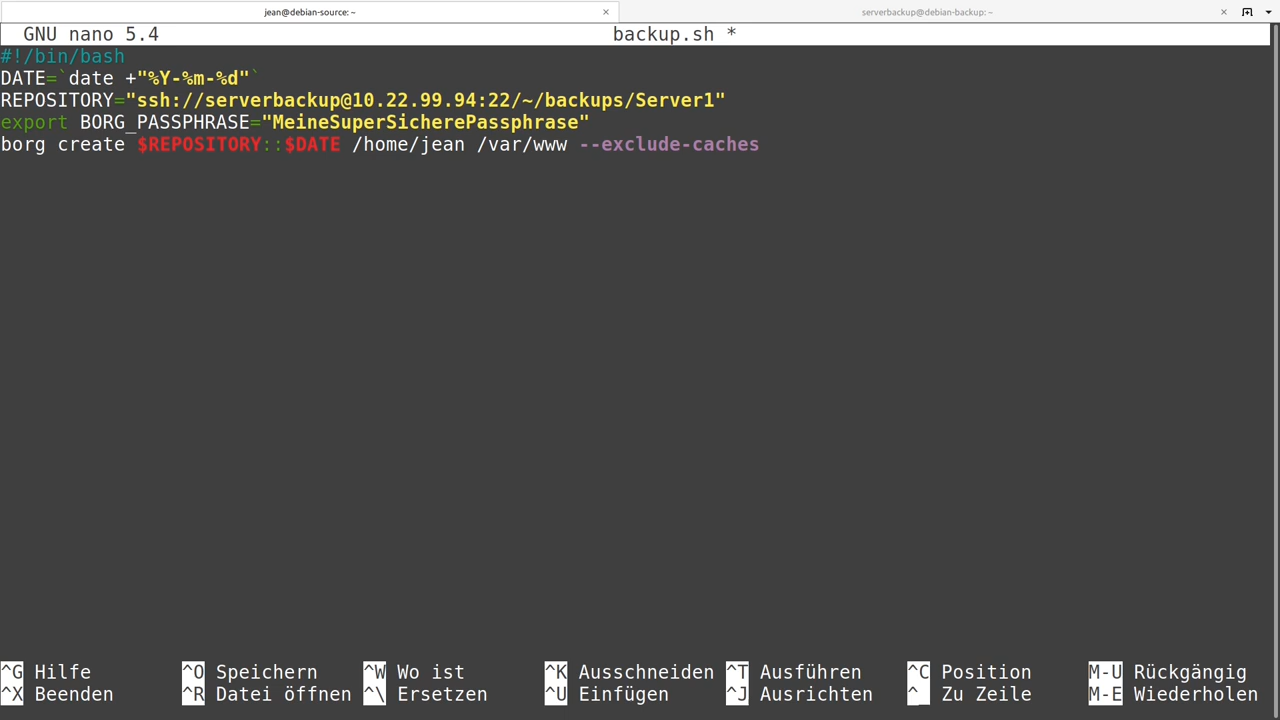 jean@debian-source: ~ × serverbackup@debian-backup: ~ ×
GNU nano 5.4 backup.sh *
#!/bin/bash
DATE=`date +"%Y-%m-%d"`
REPOSITORY="ssh://serverbackup@10.22.99.94:22/~/backups/Server1"
export BORG_PASSPHRASE="MeineSuperSicherePassphrase"
borg create $REPOSITORY::$DATE /home/jean /var/www --exclude-caches
^G Hilfe ^O Speichern ^W Wo ist ^K Ausschneiden ^T Ausführen ^C Position M-U Rückgängig
^X Beenden ^R Datei öffnen ^\ Ersetzen ^U Einfügen ^J Ausrichten ^_ Zu Zeile M-E Wiederholen